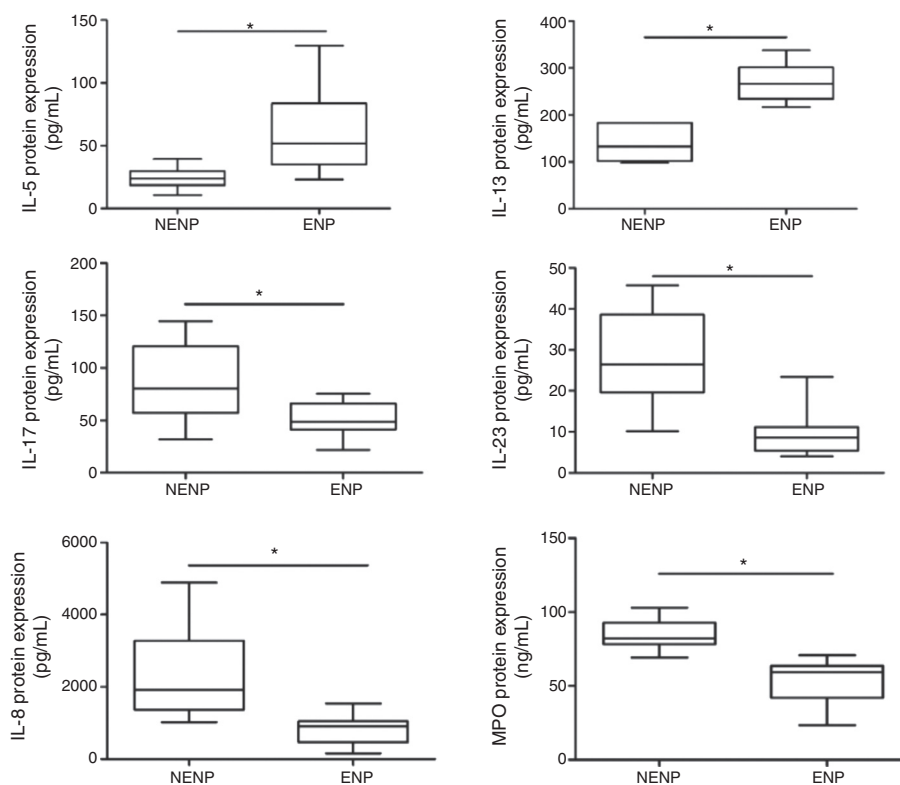 IL-5 protein expression
(pg/mL)
150
100
50
0
*
NENP
ENP
IL-13 protein expression
(pg/mL)
400
300
200
100
0
*
NENP
ENP
IL-17 protein expression
(pg/mL)
200
150
100
50
0
*
NENP
ENP
IL-23 protein expression
(pg/mL)
50
40
30
20
10
0
*
NENP
ENP
IL-8 protein expression
(pg/mL)
6000
4000
2000
0
*
NENP
ENP
MPO protein expression
(ng/mL)
150
100
50
0
*
NENP
ENP